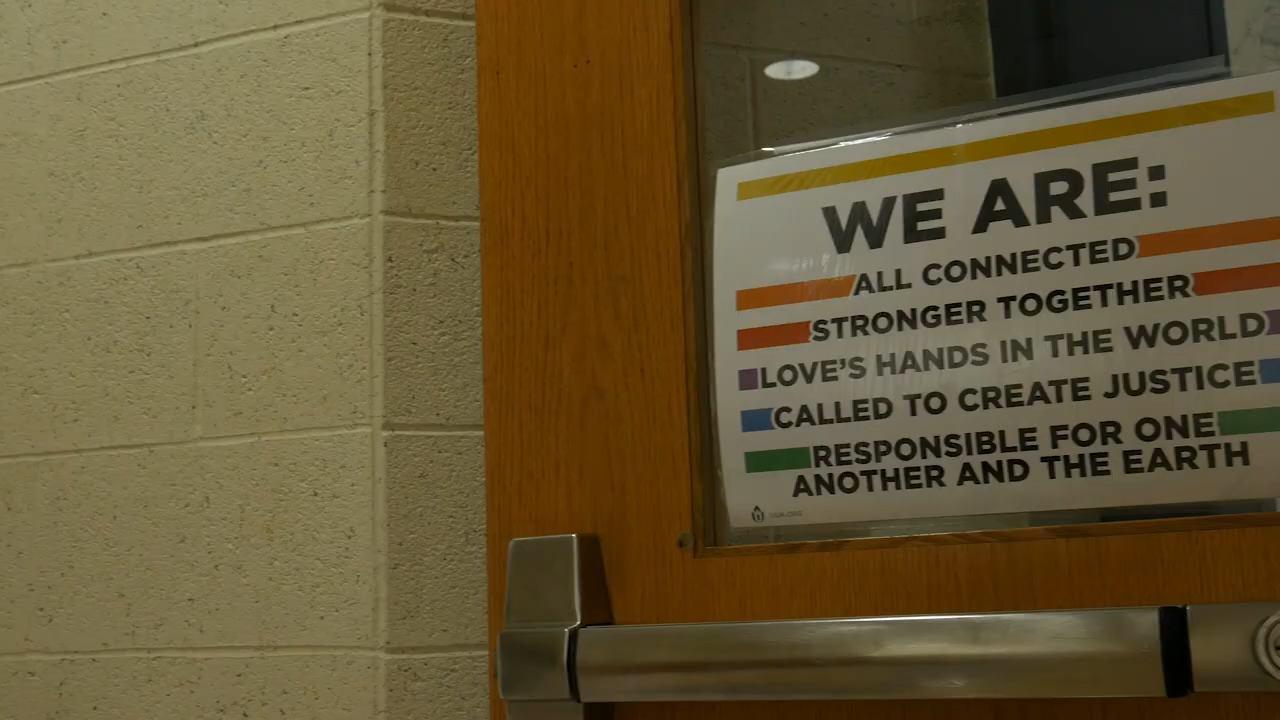 WE ARE:
ALL CONNECTED
STRONGER TOGETHER
LOVE'S HANDS IN THE WORLD
CALLED TO CREATE JUSTICE
RESPONSIBLE FOR ONE
ANOTHER AND THE EARTH